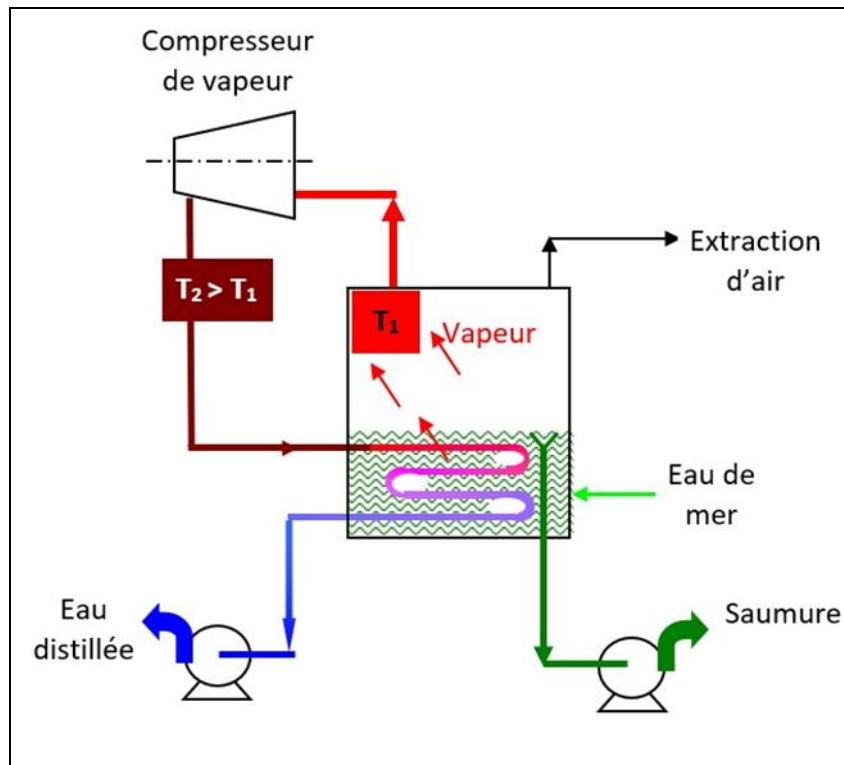 Compresseur
de vapeur
Extraction
d'air
T₂ > T₁
T₁
Vapeur
Eau de
mer
Eau
distillée
Saumure